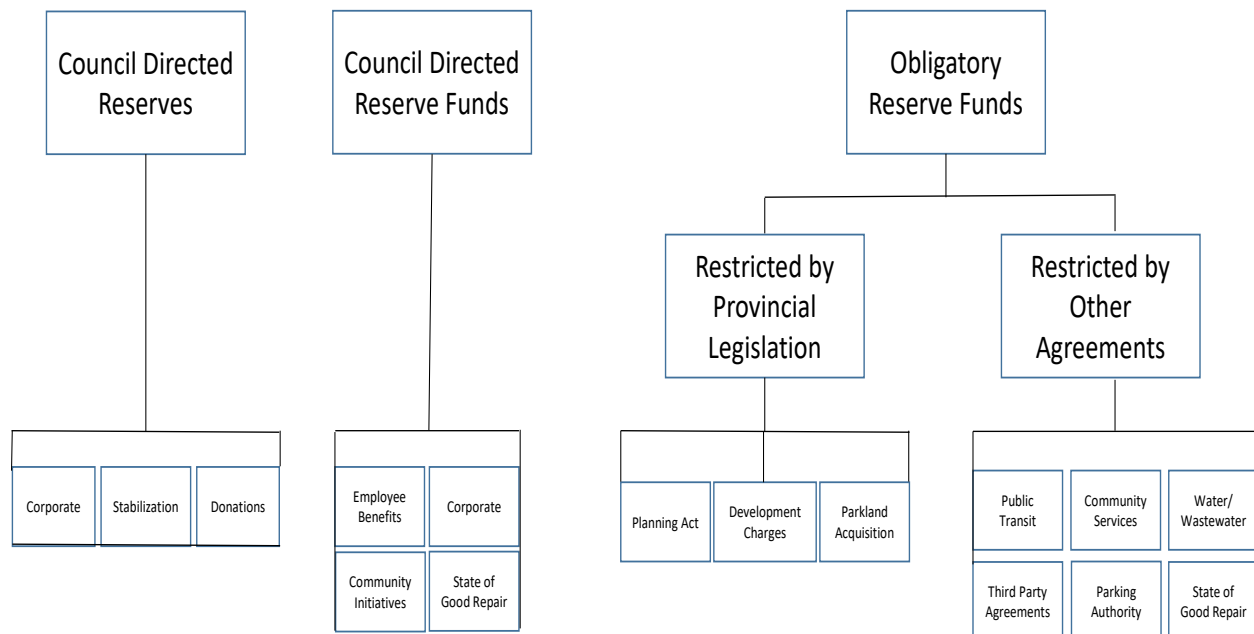 Council Directed
Reserves
Council Directed
Reserve Funds
Obligatory
Reserve Funds
Restricted by
Provincial
Legislation
Restricted by
Other
Agreements
Corporate
Stabilization
Donations
Employee
Benefits
Corporate
Community
Initiatives
State of
Good Repair
Planning Act
Development
Charges
Parkland
Acquisition
Public
Transit
Community
Services
Water/
Wastewater
Third Party
Agreements
Parking
Authority
State of
Good Repair